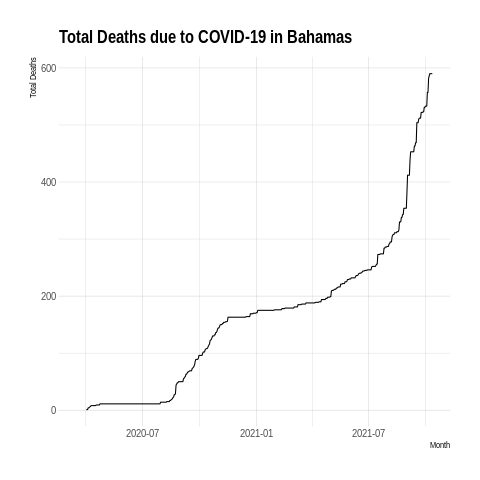 Total Deaths due to COVID-19 in Bahamas
Total Deaths
600
400
200
0
2020-07
2021-01
2021-07
Month